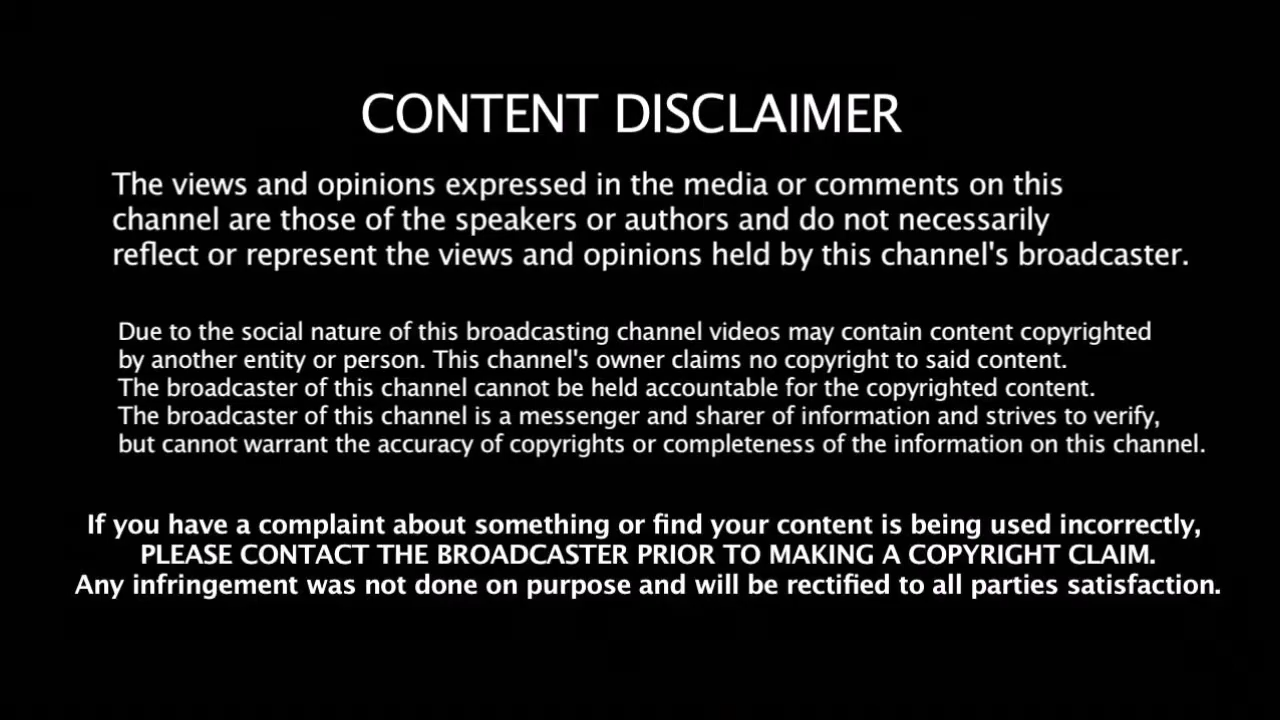 CONTENT DISCLAIMER
The views and opinions expressed in the media or comments on this
channel are those of the speakers or authors and do not necessarily
reflect or represent the views and opinions held by this channel's broadcaster.
Due to the social nature of this broadcasting channel videos may contain content copyrighted
by another entity or person. This channel's owner claims no copyright to said content.
The broadcaster of this channel cannot be held accountable for the copyrighted content.
The broadcaster of this channel is a messenger and sharer of information and strives to verify,
but cannot warrant the accuracy of copyrights or completeness of the information on this channel.
If you have a complaint about something or find your content is being used incorrectly,
PLEASE CONTACT THE BROADCASTER PRIOR TO MAKING A COPYRIGHT CLAIM.
Any infringement was not done on purpose and will be rectified to all parties satisfaction.